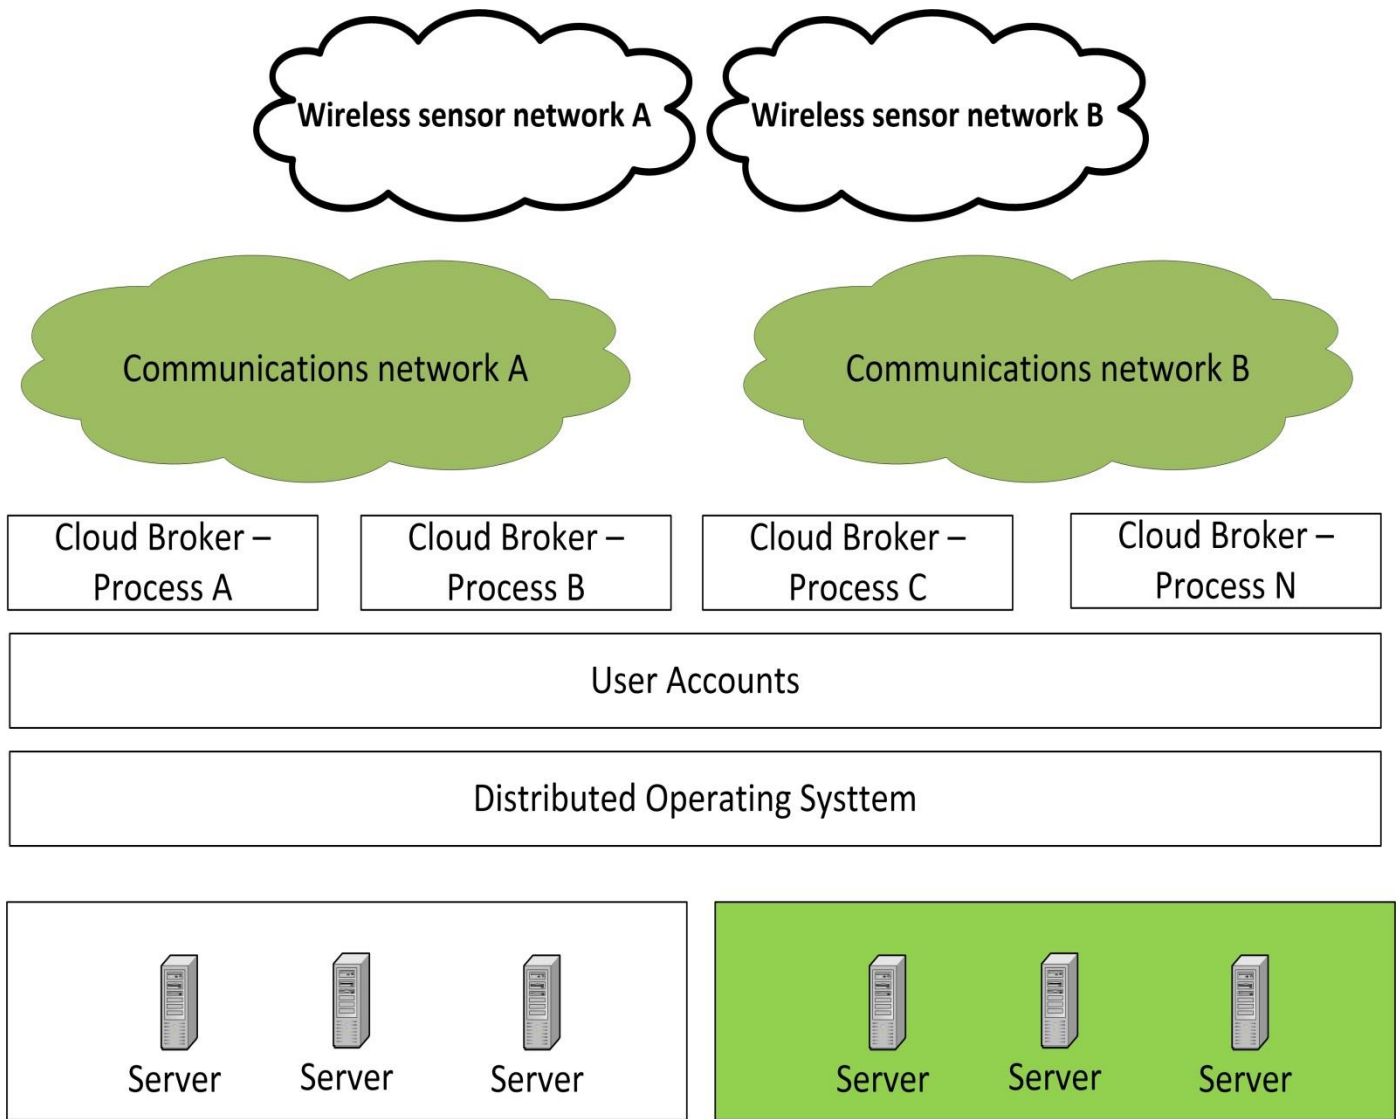 Wireless sensor network A
Wireless sensor network B
Communications network A
Communications network B
Cloud Broker –
Process A
Cloud Broker –
Process B
Cloud Broker –
Process C
Cloud Broker –
Process N
User Accounts
Distributed Operating Systtem
Server
Server
Server
Server
Server
Server